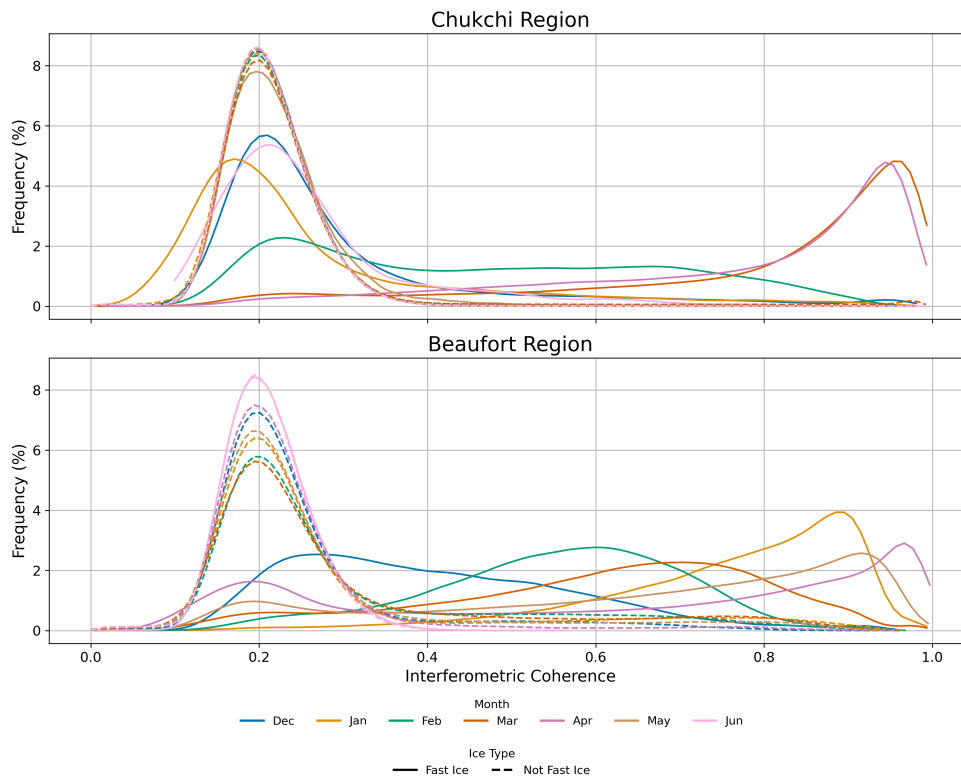 Chukchi Region
Frequency (%)
8
6
4
2
0
Beaufort Region
Frequency (%)
8
6
4
2
0
0.0 0.2 0.4 0.6 0.8 1.0
Interferometric Coherence
Month
Dec Jan Feb Mar Apr May Jun
Ice Type
Fast Ice Not Fast Ice